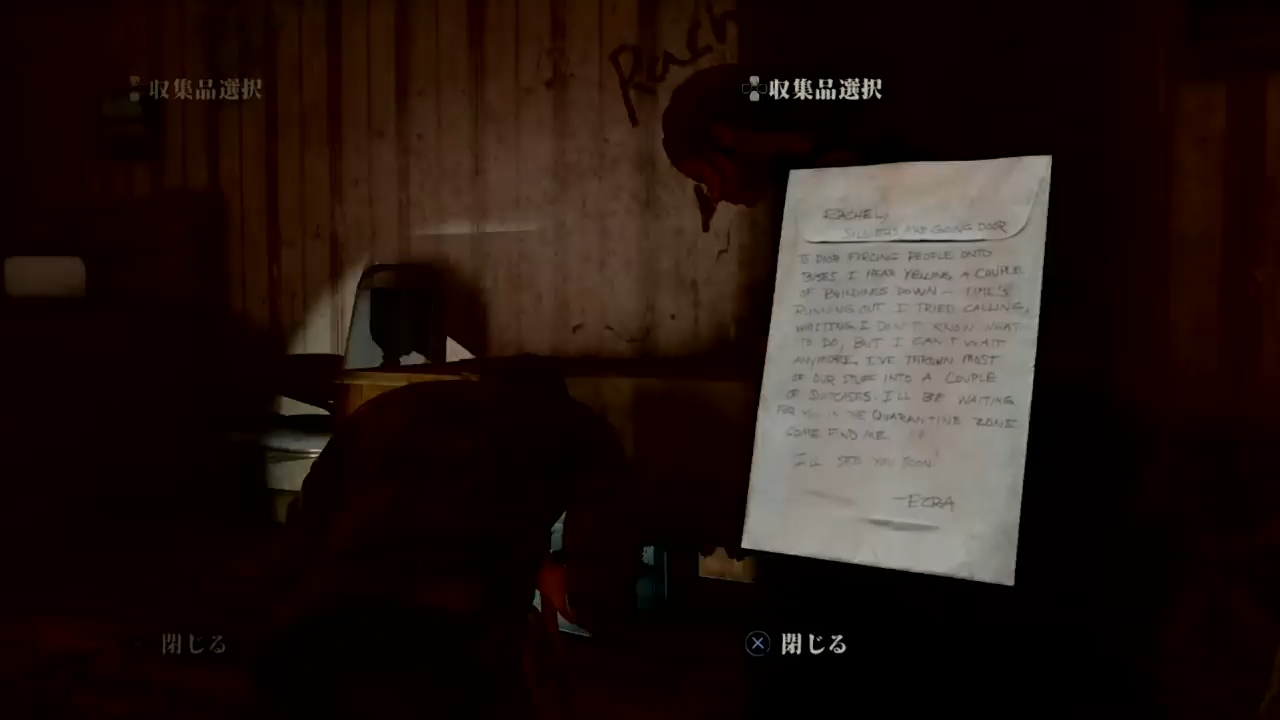 収集品選択
収集品選択
Rach
RACHEL,
SOLDIERS ARE GOING DOOR
TO DOOR FORCING PEOPLE ONTO
BUSES. I HEAR YELLING, A COUPLE
OF BUILDINGS DOWN — TIME'S
RUNNING OUT. I TRIED CALLING,
WAITING. I DON'T KNOW WHAT
TO DO, BUT I CAN'T WAIT
ANYMORE. I'VE THROWN MOST
OF OUR STUFF INTO A COUPLE
OF SUITCASES. I'LL BE WAITING
FOR YOU IN THE QUARANTINE ZONE.
COME FIND ME.
I'LL SEE YOU SOON!
-EZRA
閉じる
閉じる